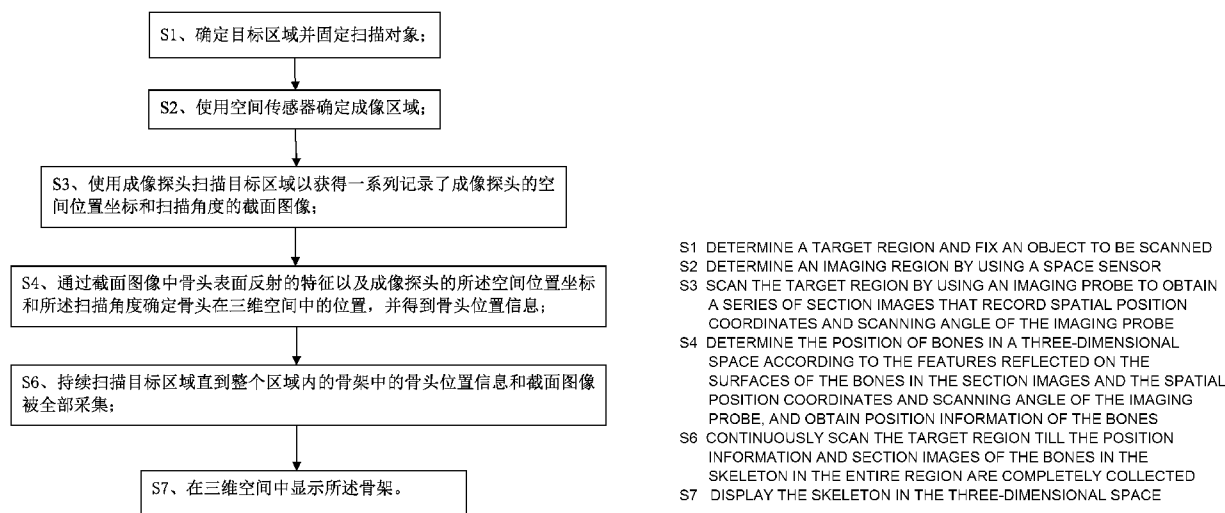 S1、确定目标区域并固定扫描对象；
S2、使用空间传感器确定成像区域；
S3、使用成像探头扫描目标区域以获得一系列记录了成像探头的空
间位置坐标和扫描角度的截面图像；
S4、通过截面图像中骨头表面反射的特征以及成像探头的所述空间位置坐标
和所述扫描角度确定骨头在三维空间中的位置，并得到骨头位置信息；
S6、持续扫描目标区域直到整个区域内的骨架中的骨头位置信息和截面图像
被全部采集；
S7、在三维空间中显示所述骨架。
S1 DETERMINE A TARGET REGION AND FIX AN OBJECT TO BE SCANNED
S2 DETERMINE AN IMAGING REGION BY USING A SPACE SENSOR
S3 SCAN THE TARGET REGION BY USING AN IMAGING PROBE TO OBTAIN
A SERIES OF SECTION IMAGES THAT RECORD SPATIAL POSITION
COORDINATES AND SCANNING ANGLE OF THE IMAGING PROBE
S4 DETERMINE THE POSITION OF BONES IN A THREE-DIMENSIONAL
SPACE ACCORDING TO THE FEATURES REFLECTED ON THE
SURFACES OF THE BONES IN THE SECTION IMAGES AND THE SPATIAL
POSITION COORDINATES AND SCANNING ANGLE OF THE IMAGING
PROBE, AND OBTAIN POSITION INFORMATION OF THE BONES
S6 CONTINUOUSLY SCAN THE TARGET REGION TILL THE POSITION
INFORMATION AND SECTION IMAGES OF THE BONES IN THE
SKELETON IN THE ENTIRE REGION ARE COMPLETELY COLLECTED
S7 DISPLAY THE SKELETON IN THE THREE-DIMENSIONAL SPACE